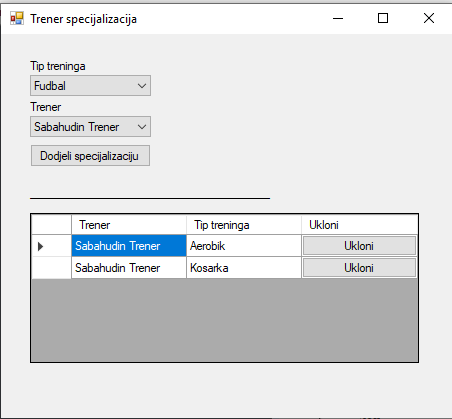 Trener specijalizacija
Tip treninga
Fudbal
Trener
Sabahudin Trener
Dodjeli specijalizaciju
Trener Tip treninga Ukloni
Sabahudin Trener Aerobik Ukloni
Sabahudin Trener Kosarka Ukloni